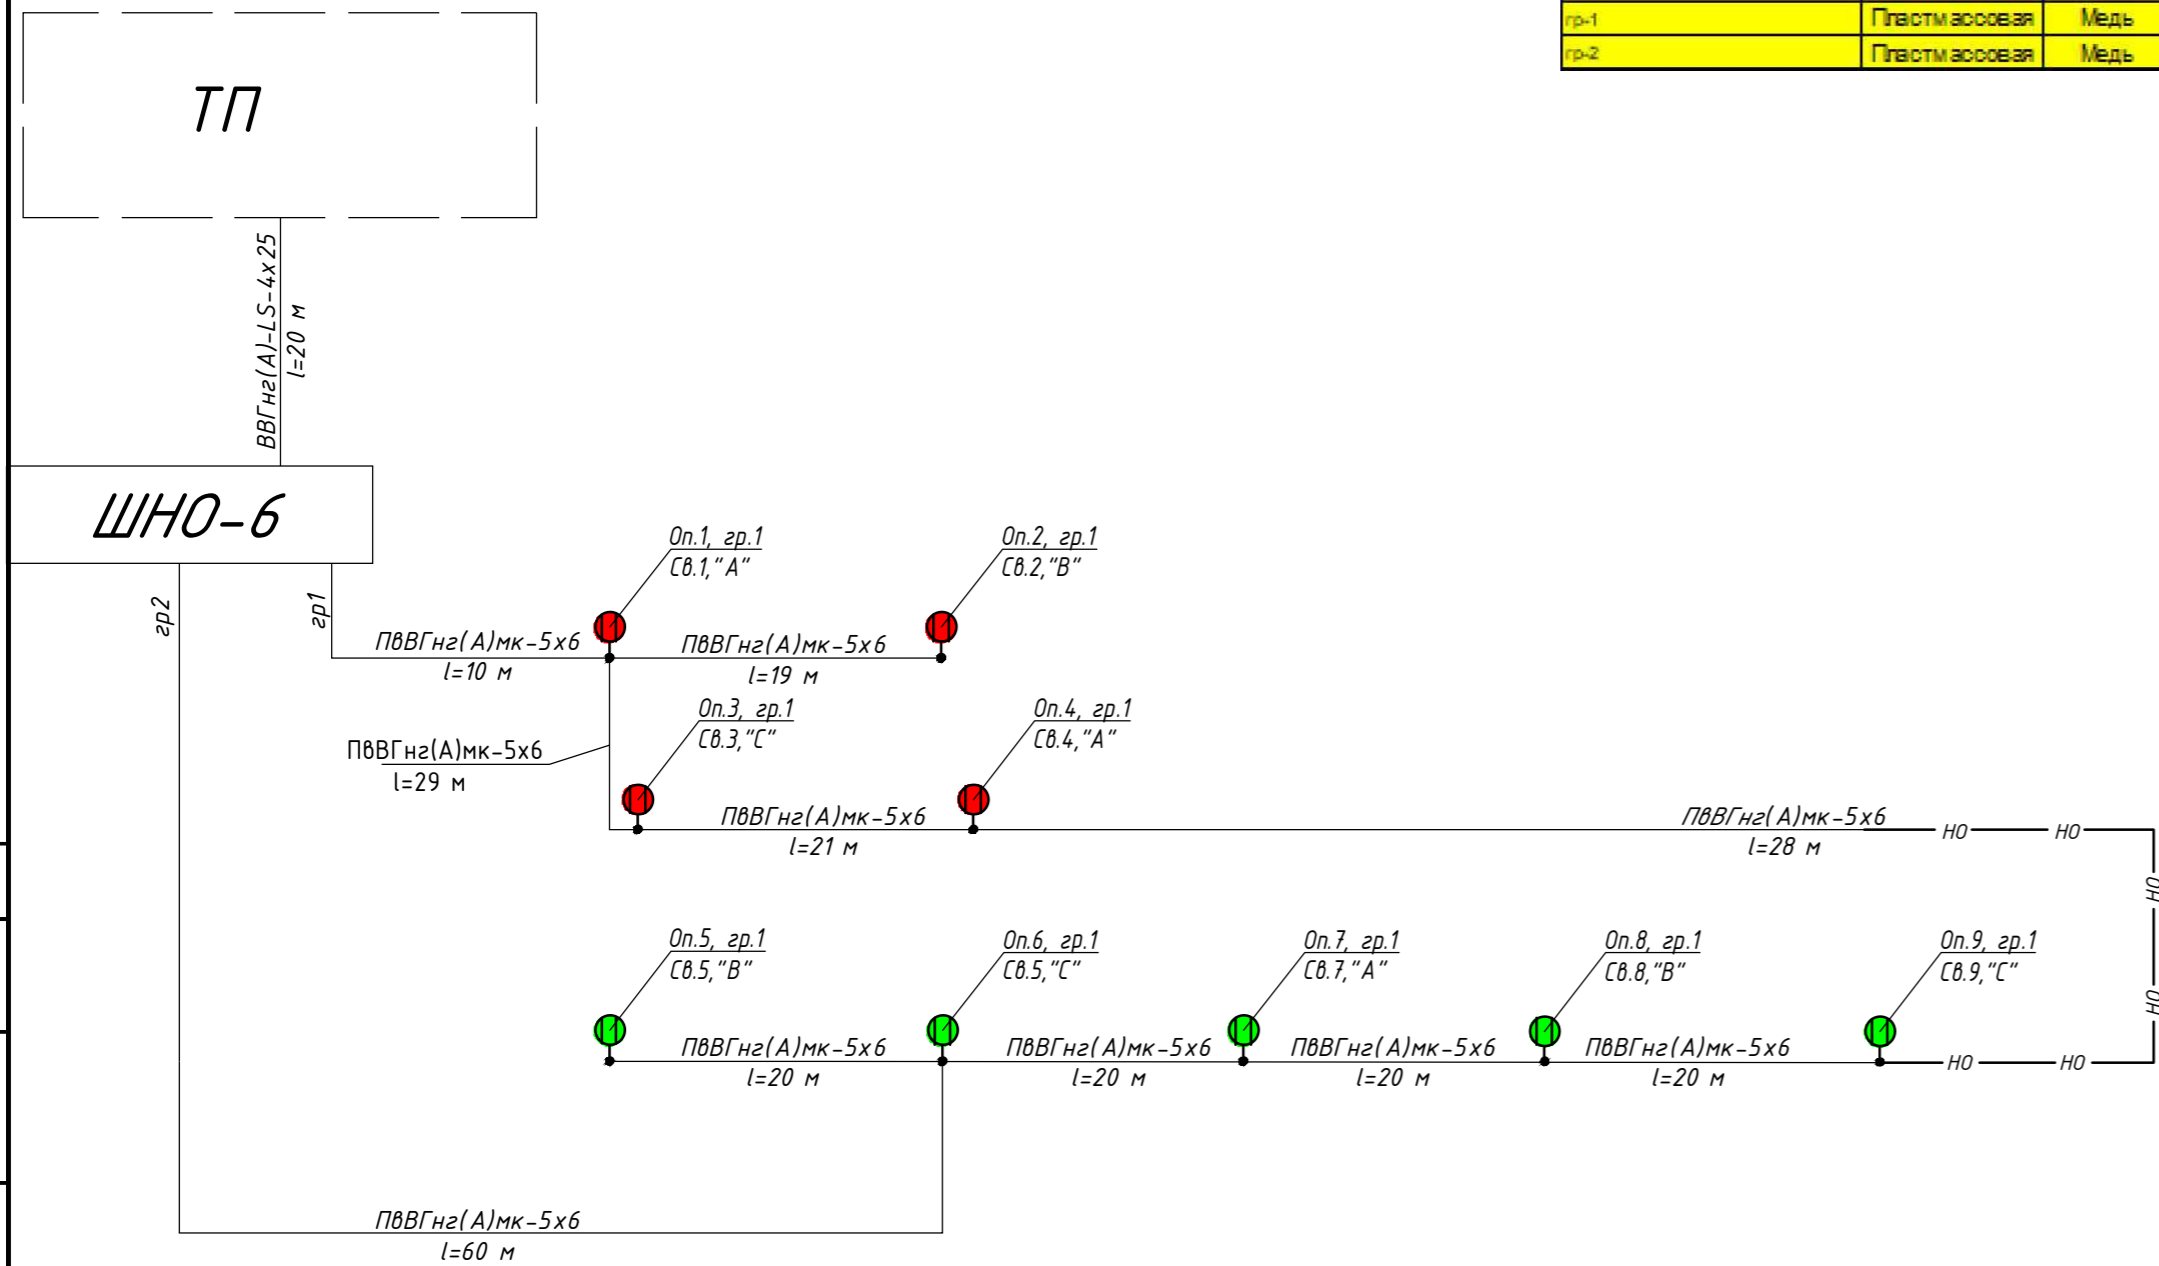 гр-1 Пластмассовая Медь
гр-2 Пластмассовая Медь
ТП
ВВГнг(А)-LS-4х25
l=20 м
ШНО-6
гр2
гр1
Оп.1, гр.1
Св.1,"А"
Оп.2, гр.1
Св.2,"В"
ПвВГнг(А)мк-5х6
l=10 м
ПвВГнг(А)мк-5х6
l=19 м
Оп.3, гр.1
Св.3,"С"
Оп.4, гр.1
Св.4,"А"
ПвВГнг(А)мк-5х6
l=29 м
ПвВГнг(А)мк-5х6
l=21 м
ПвВГнг(А)мк-5х6
l=28 м
НО НО
НО
НО
Оп.5, гр.1
Св.5,"В"
Оп.6, гр.1
Св.5,"С"
Оп.7, гр.1
Св.7,"А"
Оп.8, гр.1
Св.8,"В"
Оп.9, гр.1
Св.9,"С"
ПвВГнг(А)мк-5х6
l=20 м
ПвВГнг(А)мк-5х6
l=20 м
ПвВГнг(А)мк-5х6
l=20 м
ПвВГнг(А)мк-5х6
l=20 м
НО НО
ПвВГнг(А)мк-5х6
l=60 м